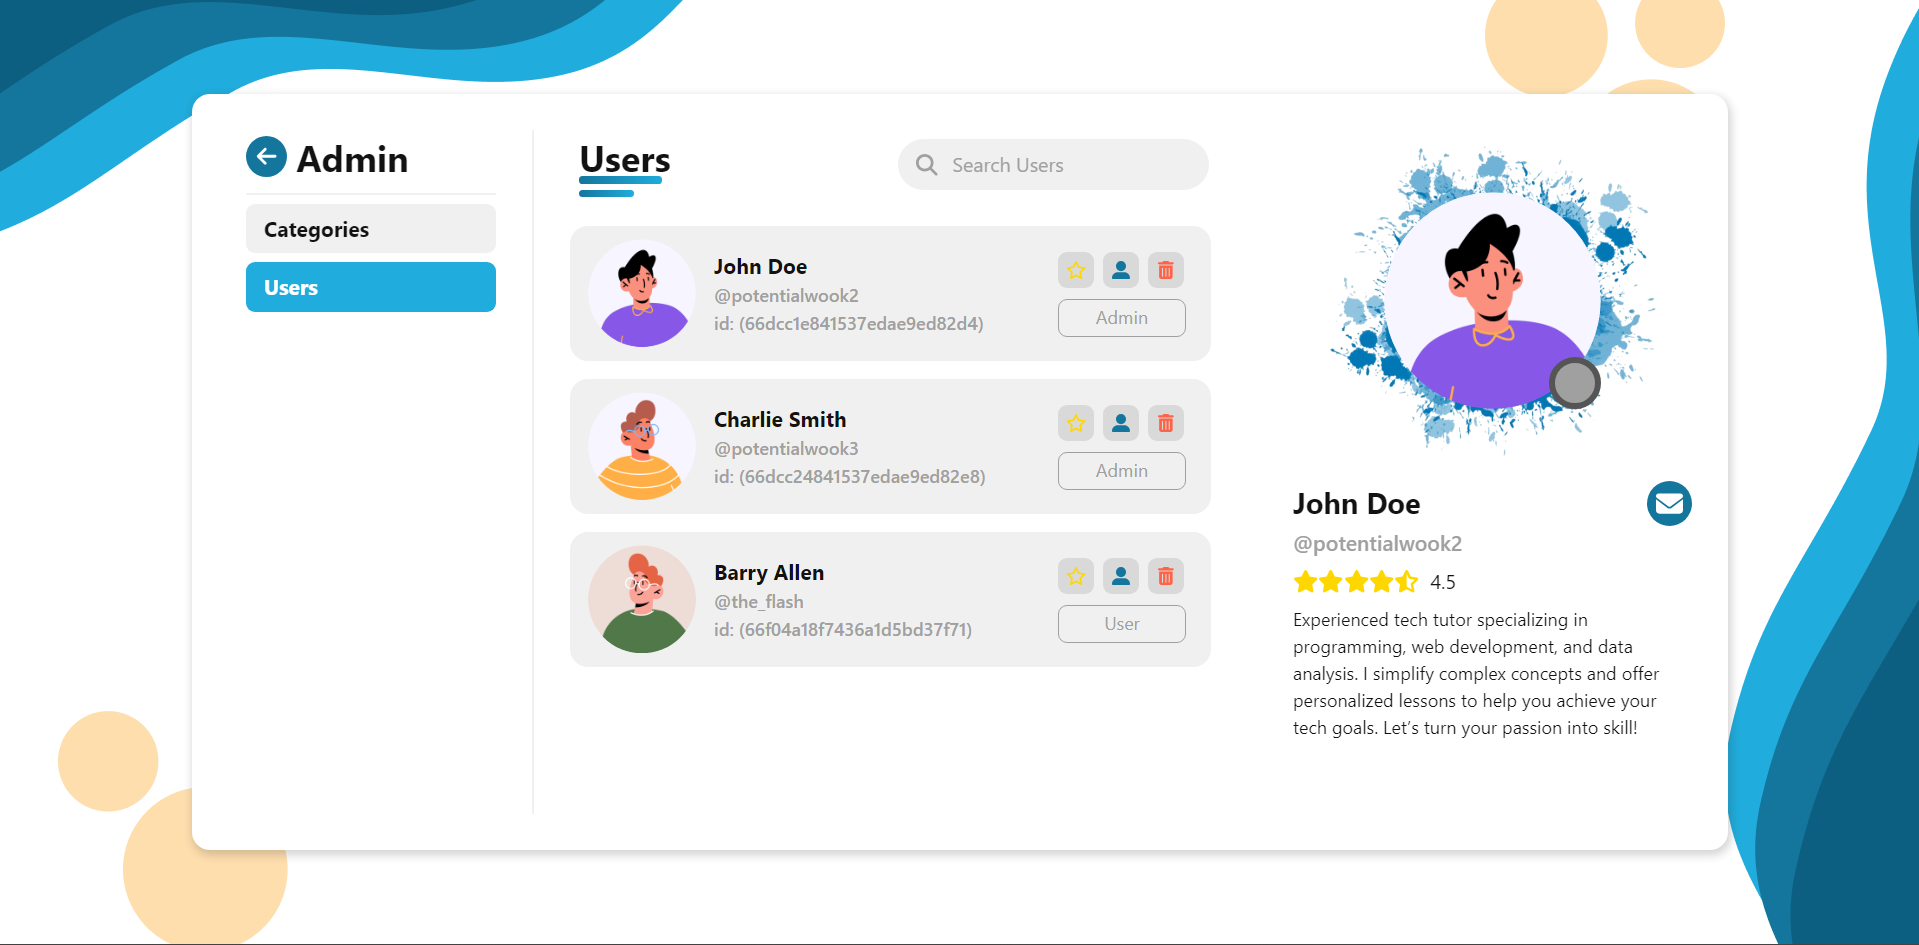 Admin
Categories
Users
Users
Search Users
John Doe
@potentialwook2
id: (66dcc1e841537edae9ed82d4)
Admin
Charlie Smith
@potentialwook3
id: (66dcc24841537edae9ed82e8)
Admin
Barry Allen
@the_flash
id: (66f04a18f7436a1d5bd37f71)
User
John Doe
@potentialwook2
4.5
Experienced tech tutor specializing in
programming, web development, and data
analysis. I simplify complex concepts and offer
personalized lessons to help you achieve your
tech goals. Let’s turn your passion into skill!